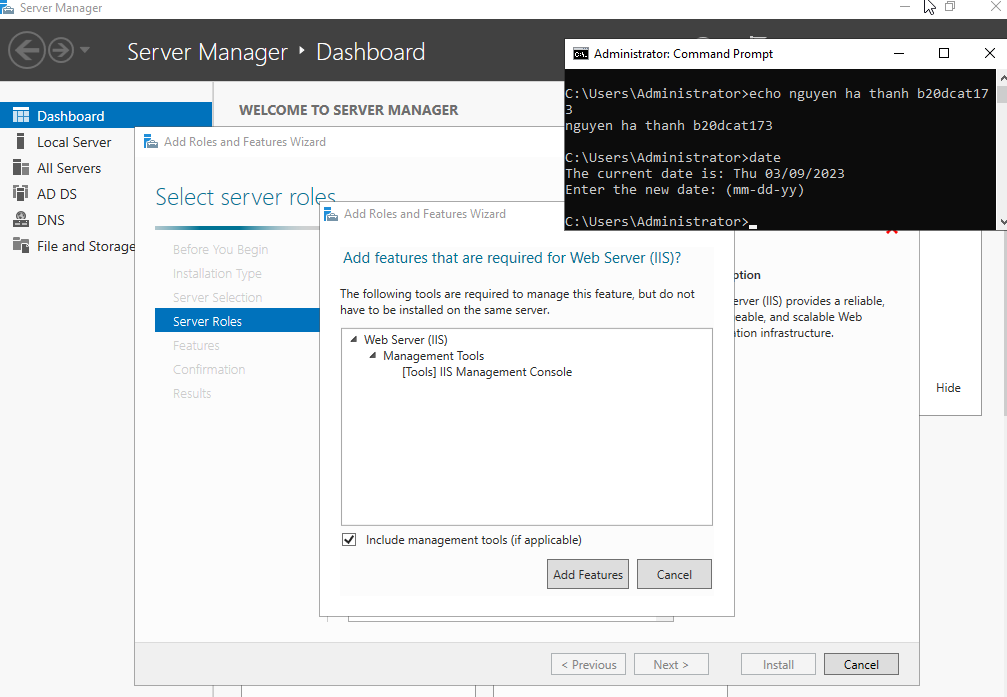 Server Manager
Server Manager • Dashboard
Administrator: Command Prompt
C:\Users\Administrator>echo nguyen ha thanh b20dcat17
3
nguyen ha thanh b20dcat173
C:\Users\Administrator>date
The current date is: Thu 03/09/2023
Enter the new date: (mm-dd-yy)
C:\Users\Administrator>
Dashboard
Local Server
All Servers
AD DS
DNS
File and Storage
WELCOME TO SERVER MANAGER
Add Roles and Features Wizard
Select server roles
Before You Begin
Installation Type
Server Selection
Server Roles
Features
Confirmation
Results
Add Roles and Features Wizard
Add features that are required for Web Server (IIS)?
The following tools are required to manage this feature, but do not
have to be installed on the same server.
Web Server (IIS)
Management Tools
[Tools] IIS Management Console
Include management tools (if applicable)
Add Features
Cancel
ption
erver (IIS) provides a reliable,
eable, and scalable Web
tion infrastructure.
Hide
< Previous
Next >
Install
Cancel